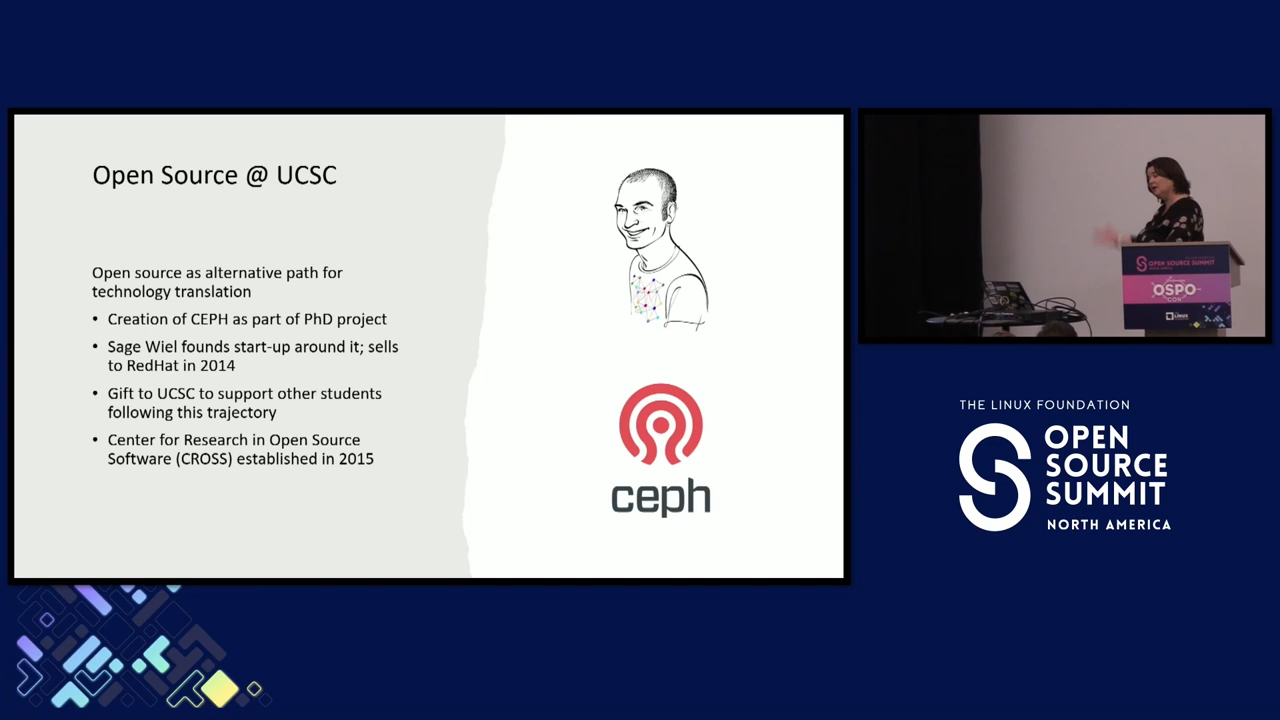 Open Source @ UCSC
Open source as alternative path for
technology translation
• Creation of CEPH as part of PhD project
• Sage Wiel founds start-up around it; sells
to RedHat in 2014
• Gift to UCSC to support other students
following this trajectory
• Center for Research in Open Source
Software (CROSS) established in 2015
ceph
OPEN SOURCE SUMMIT
OSPO
CON
LINUX
THE LINUX FOUNDATION
OPEN
SOURCE
SUMMIT
NORTH AMERICA